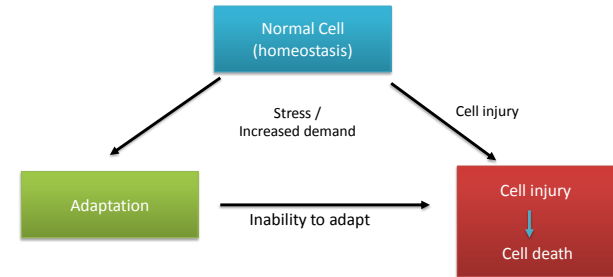 Normal Cell
(homeostasis)
Stress /
Increased demand
Cell injury
Adaptation
Inability to adapt
Cell injury
Cell death